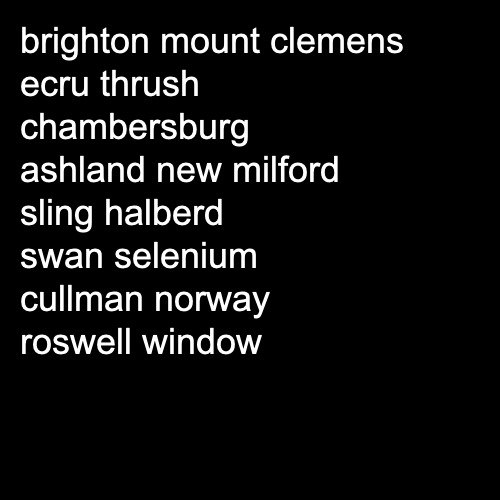 brighton mount clemens
ecru thrush
chambersburg
ashland new milford
sling halberd
swan selenium
cullman norway
roswell window